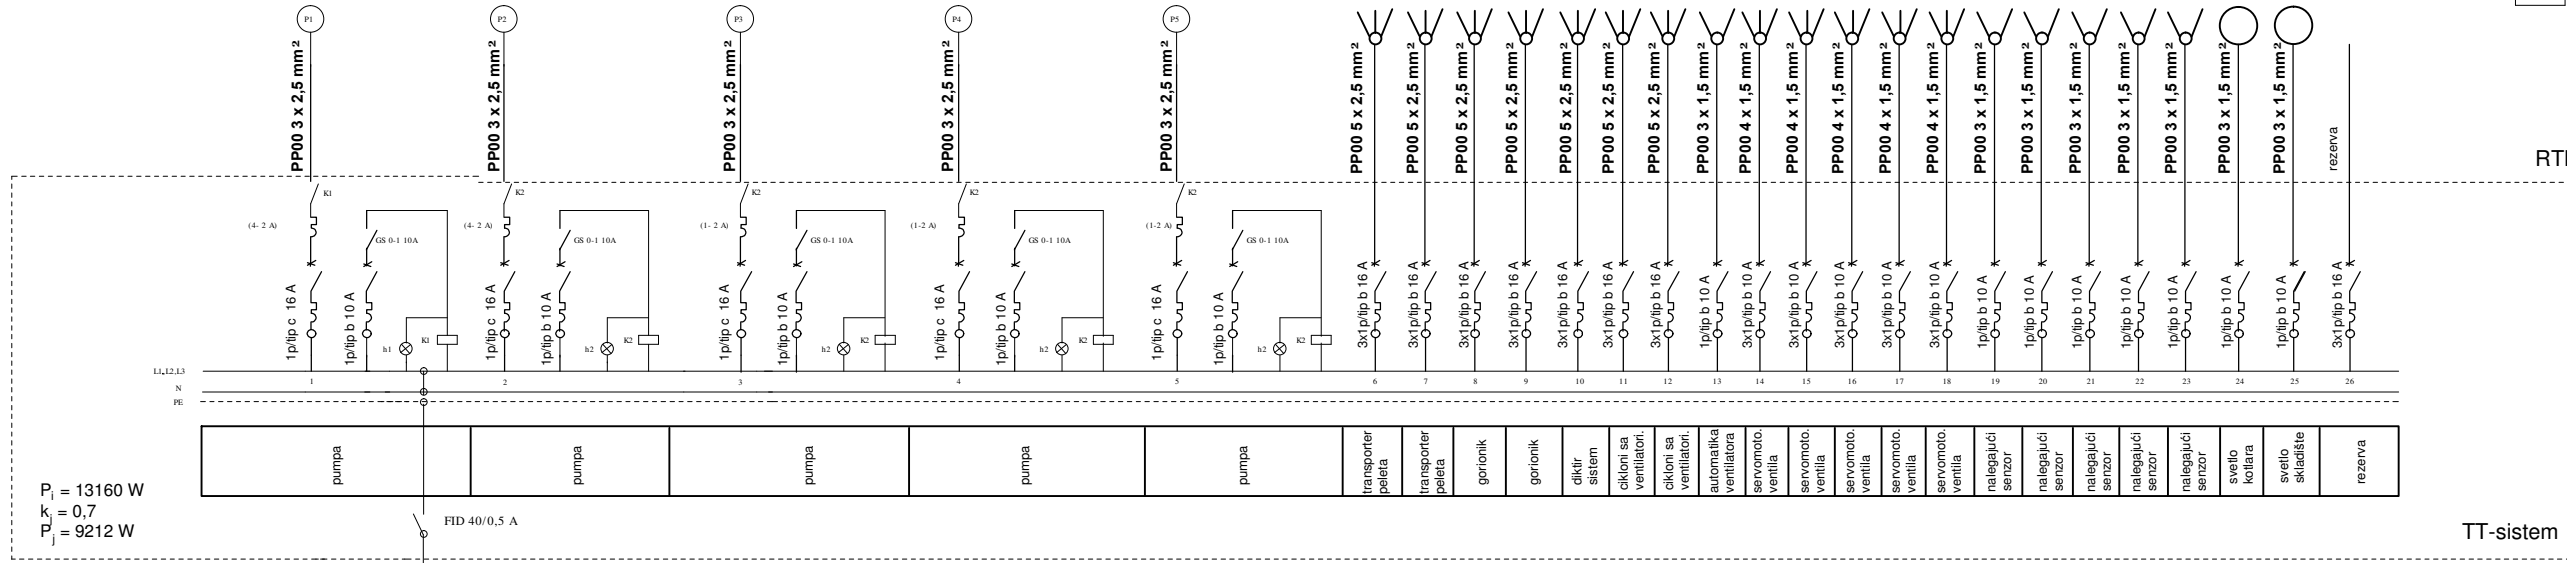 P1
P2
P3
P4
P5
PP00 3 x 2,5 mm²
PP00 3 x 2,5 mm²
PP00 3 x 2,5 mm²
PP00 3 x 2,5 mm²
PP00 3 x 2,5 mm²
PP00 5 x 2,5 mm²
PP00 5 x 2,5 mm²
PP00 5 x 2,5 mm²
PP00 5 x 2,5 mm²
PP00 5 x 2,5 mm²
PP00 5 x 2,5 mm²
PP00 5 x 2,5 mm²
PP00 3 x 1,5 mm²
PP00 4 x 1,5 mm²
PP00 4 x 1,5 mm²
PP00 4 x 1,5 mm²
PP00 4 x 1,5 mm²
PP00 4 x 1,5 mm²
PP00 3 x 1,5 mm²
PP00 3 x 1,5 mm²
PP00 3 x 1,5 mm²
PP00 3 x 1,5 mm²
PP00 3 x 1,5 mm²
PP00 3 x 1,5 mm²
PP00 3 x 1,5 mm²
rezerva
K1
K2
K2
K2
K2
(4- 2 A)
(4- 2 A)
(1- 2 A)
(1-2 A)
(1-2 A)
GS 0-1 10A
GS 0-1 10A
GS 0-1 10A
GS 0-1 10A
GS 0-1 10A
1p/tip c 16 A
1p/tip b 10 A
1p/tip c 16 A
1p/tip b 10 A
1p/tip c 16 A
1p/tip b 10 A
1p/tip c 16 A
1p/tip b 10 A
1p/tip c 16 A
1p/tip b 10 A
3x1p/tip b 16 A
3x1p/tip b 16 A
3x1p/tip b 16 A
3x1p/tip b 16 A
3x1p/tip b 16 A
3x1p/tip b 16 A
3x1p/tip b 16 A
1p/tip b 10 A
3x1p/tip b 10 A
3x1p/tip b 10 A
3x1p/tip b 10 A
3x1p/tip b 10 A
3x1p/tip b 10 A
1p/tip b 10 A
1p/tip b 10 A
1p/tip b 10 A
1p/tip b 10 A
1p/tip b 10 A
1p/tip b 10 A
1p/tip b 10 A
3x1p/tip b 16 A
h1
K1
h2
K2
h2
K2
h2
K2
h2
K2
L1,L2,L3
N
PE
1
2
3
4
5
6
7
8
9
10
11
12
13
14
15
16
17
18
19
20
21
22
23
24
25
26
pumpa
pumpa
pumpa
pumpa
pumpa
transporter
peleta
transporter
peleta
gorionik
gorionik
diktir
sistem
cikloni sa
ventilatori.
cikloni sa
ventilatori.
automatika
ventilatora
servomoto.
ventila
servomoto.
ventila
servomoto.
ventila
servomoto.
ventila
servomoto.
ventila
nalegajući
senzor
nalegajući
senzor
nalegajući
senzor
nalegajući
senzor
nalegajući
senzor
svetlo
kotlara
svetlo
skladište
rezerva
Pi = 13160 W
kj = 0,7
Pj = 9212 W
FID 40/0,5 A
TT-sistem